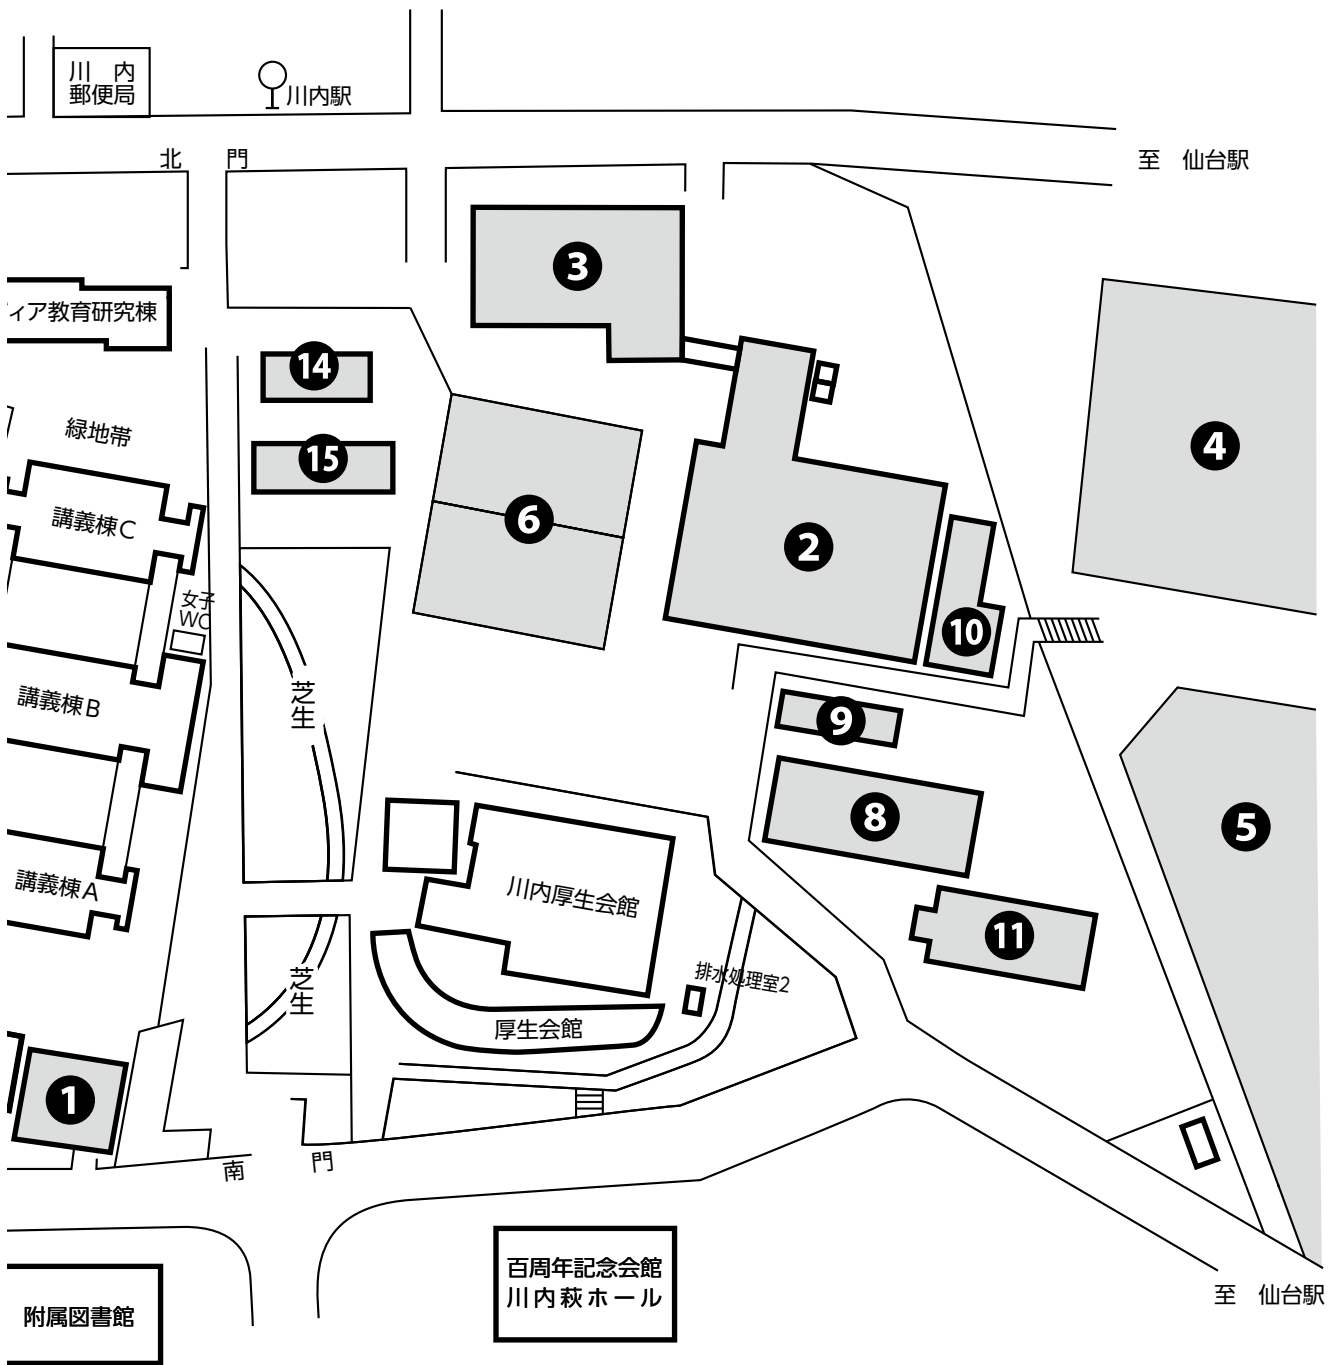 川　内
郵便局
川内駅
北　門
至　仙台駅
3
ィア教育研究棟
14
4
緑地帯
15
講義棟C
6
2
女子
WC
10
芝生
講義棟B
9
8
5
講義棟A
川内厚生会館
11
芝生
排水処理室2
厚生会館
1
南　門
百周年記念会館
川内萩ホール
至　仙台駅
附属図書館